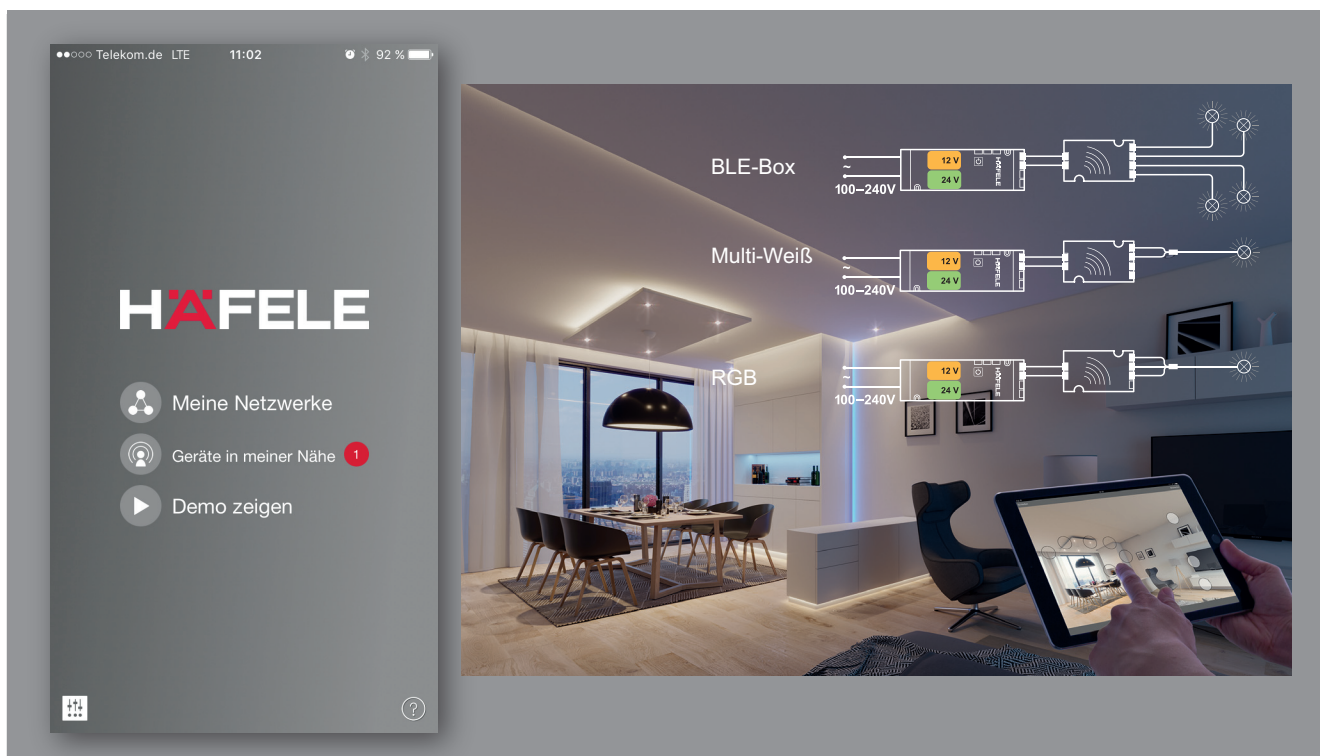 Telekom.de LTE 11:02 92 %
HÄFELE
Meine Netzwerke
Geräte in meiner Nähe 1
Demo zeigen
?
BLE-Box
~
100–240V
12 V
24 V
HÄFELE
Multi-Weiß
~
100–240V
12 V
24 V
HÄFELE
RGB
~
100–240V
12 V
24 V
HÄFELE